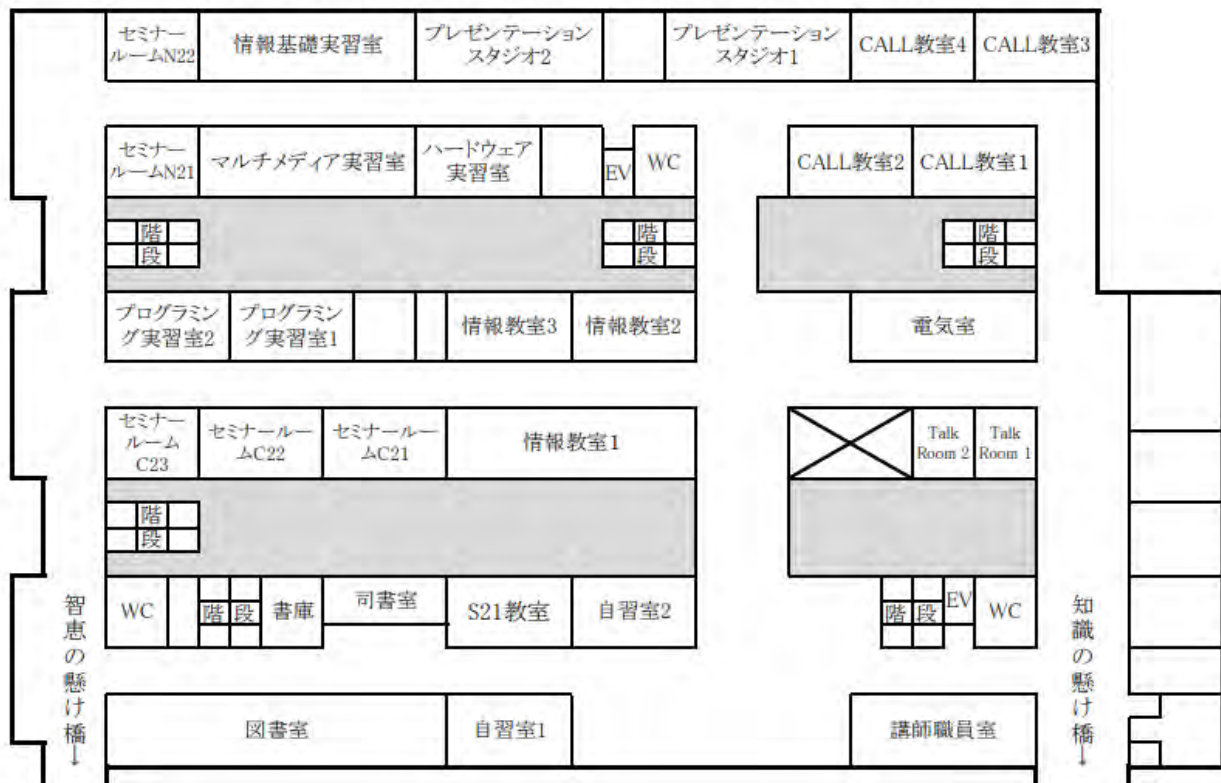 セミナー
ルームN22
情報基礎実習室
プレゼンテーション
スタジオ2
プレゼンテーション
スタジオ1
CALL教室4
CALL教室3
セミナー
ルームN21
マルチメディア実習室
ハードウェア
実習室
EV
WC
CALL教室2
CALL教室1
階
段
階
段
階
段
プログラミン
グ実習室2
プログラミン
グ実習室1
情報教室3
情報教室2
電気室
セミナー
ルーム
C23
セミナールー
ムC22
セミナールー
ムC21
情報教室1
Talk
Room 2
Talk
Room 1
階
段
智恵の懸け橋↓
WC
階段
書庫
司書室
S21教室
自習室2
階段
EV
WC
知識の懸け橋↓
図書室
自習室1
講師職員室